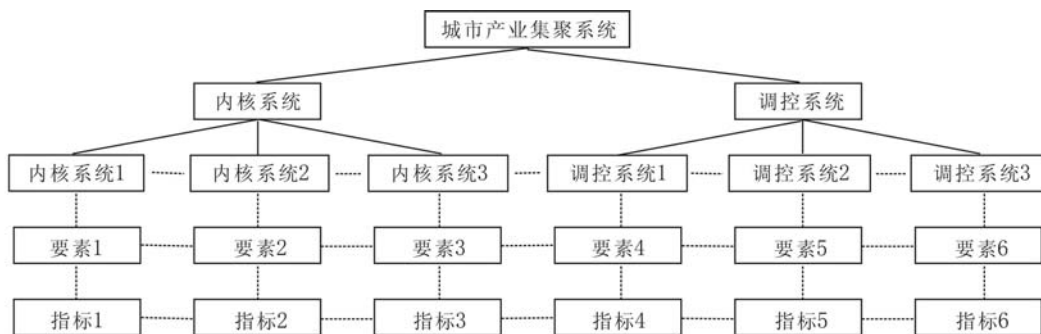 城市产业集聚系统
内核系统 调控系统
内核系统1 内核系统2 内核系统3 调控系统1 调控系统2 调控系统3
要素1 要素2 要素3 要素4 要素5 要素6
指标1 指标2 指标3 指标4 指标5 指标6